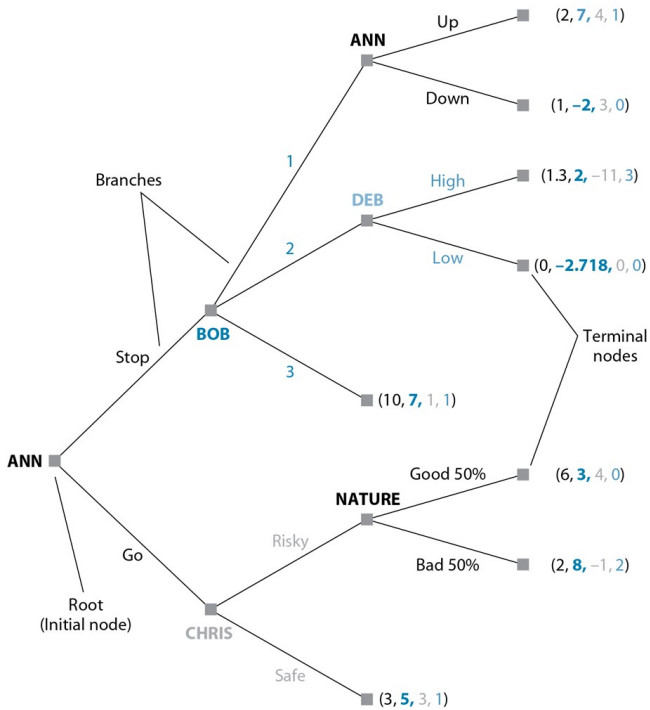 Up
(2, 7, 4, 1)
ANN
Down
(1, –2, 3, 0)
1
Branches
High
(1.3, 2, –11, 3)
DEB
2
Low
(0, –2.718, 0, 0)
BOB
Stop
3
Terminal
nodes
(10, 7, 1, 1)
ANN
Good 50%
(6, 3, 4, 0)
NATURE
Risky
Go
Bad 50%
(2, 8, –1, 2)
Root
(Initial node)
CHRIS
Safe
(3, 5, 3, 1)